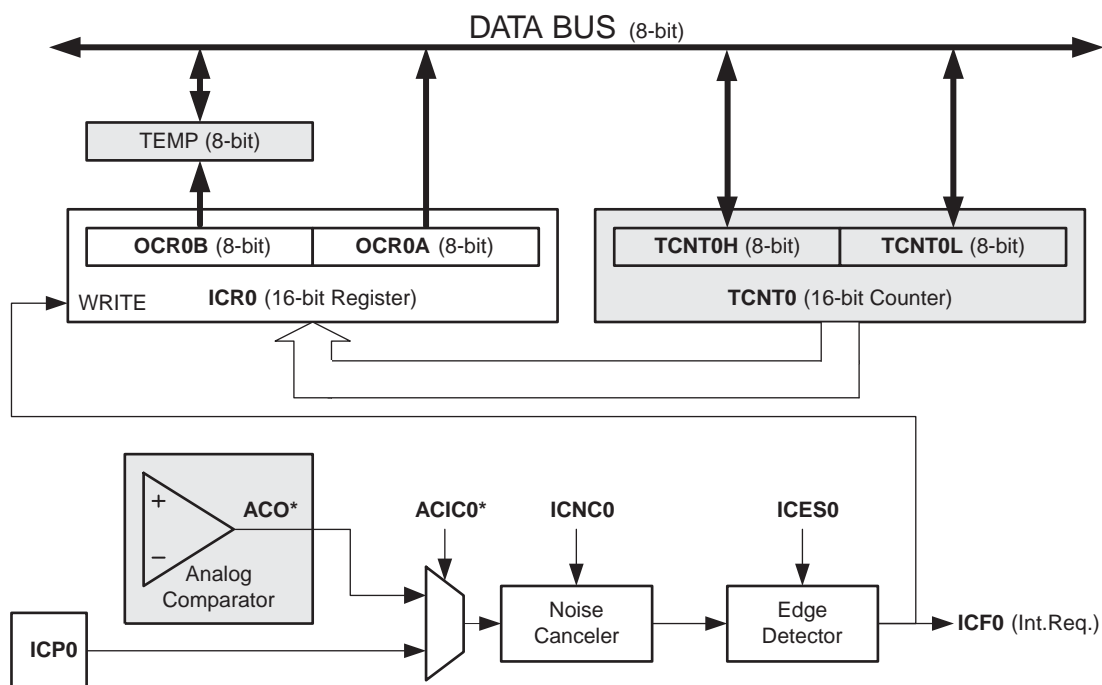 DATA BUS (8-bit)
TEMP (8-bit)
OCR0B (8-bit)
OCR0A (8-bit)
TCNT0H (8-bit)
TCNT0L (8-bit)
WRITE
ICR0 (16-bit Register)
TCNT0 (16-bit Counter)
+
−
ACO*
Analog
Comparator
ACIC0*
ICNC0
ICES0
Noise
Canceler
Edge
Detector
ICP0
ICF0 (Int.Req.)